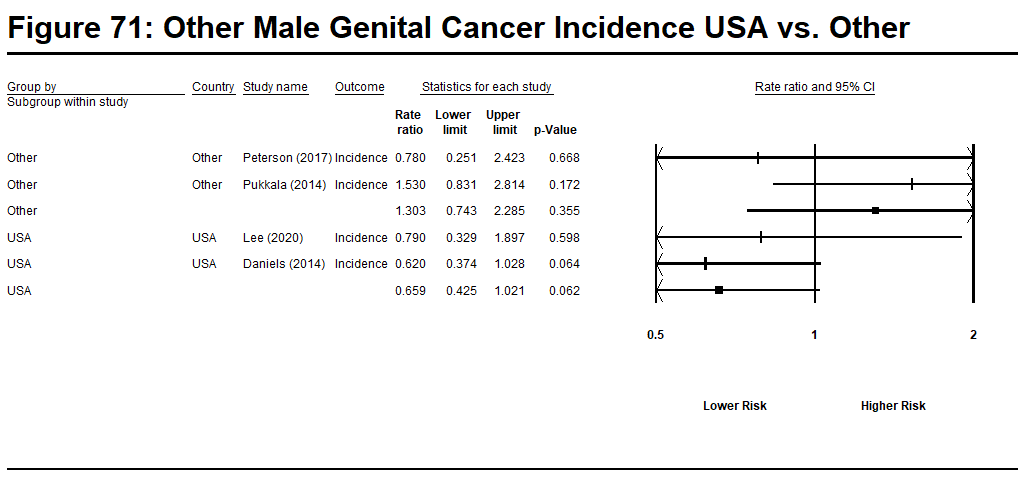 Figure 71: Other Male Genital Cancer Incidence USA vs. Other
Group by Country Study name Outcome Statistics for each study Rate ratio and 95% CI
Subgroup within study
Rate Lower Upper
ratio limit limit p-Value
Other Other Peterson (2017) Incidence 0.780 0.251 2.423 0.668
Other Other Pukkala (2014) Incidence 1.530 0.831 2.814 0.172
Other 1.303 0.743 2.285 0.355
USA USA Lee (2020) Incidence 0.790 0.329 1.897 0.598
USA USA Daniels (2014) Incidence 0.620 0.374 1.028 0.064
USA 0.659 0.425 1.021 0.062
0.5 1 2
Lower Risk Higher Risk